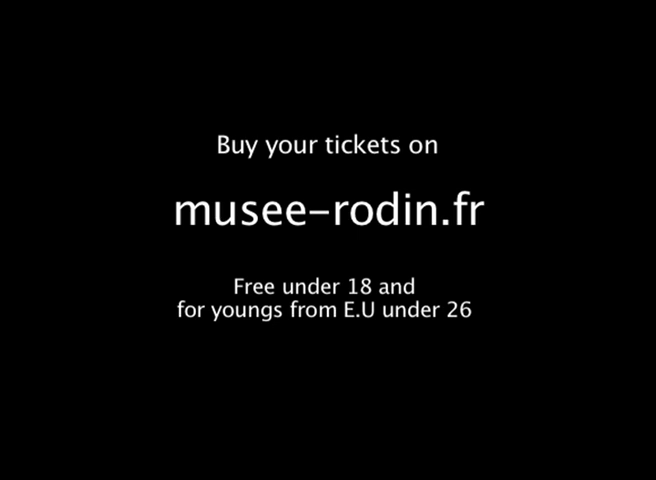 Buy your tickets on
musee-rodin.fr
Free under 18 and
for youngs from E.U under 26